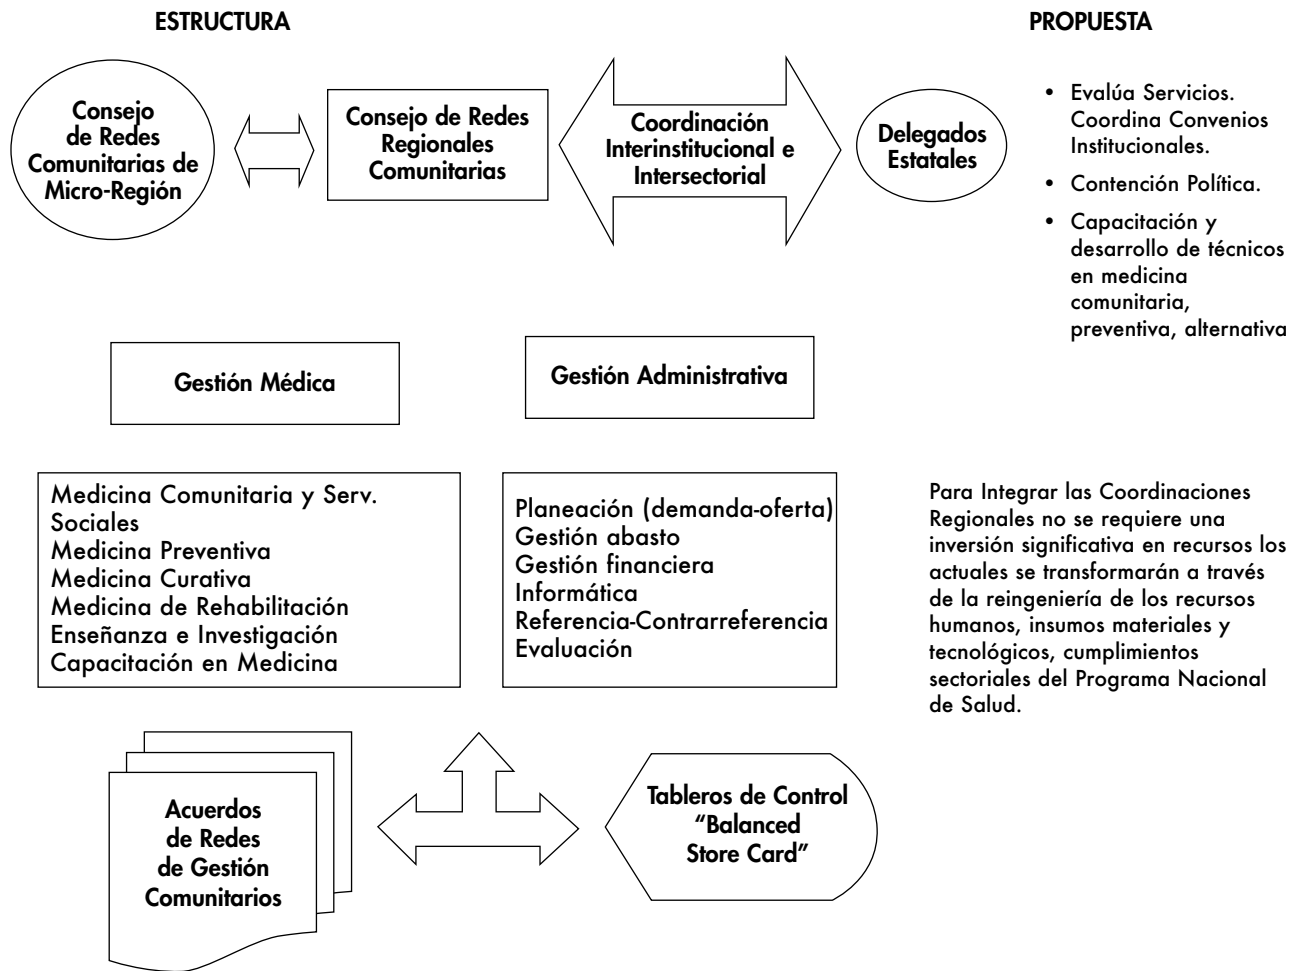 ESTRUCTURA
PROPUESTA
Consejo
de Redes
Comunitarias de
Micro-Región
Consejo de Redes
Regionales
Comunitarias
Coordinación
Interinstitucional e
Intersectorial
Delegados
Estatales
• Evalúa Servicios.
Coordina Convenios
Institucionales.
• Contención Política.
• Capacitación y
desarrollo de técnicos
en medicina
comunitaria,
preventiva, alternativa
Gestión Médica
Gestión Administrativa
Medicina Comunitaria y Serv.
Sociales
Medicina Preventiva
Medicina Curativa
Medicina de Rehabilitación
Enseñanza e Investigación
Capacitación en Medicina
Planeación (demanda-oferta)
Gestión abasto
Gestión financiera
Informática
Referencia-Contrarreferencia
Evaluación
Para Integrar las Coordinaciones
Regionales no se requiere una
inversión significativa en recursos los
actuales se transformarán a través
de la reingeniería de los recursos
humanos, insumos materiales y
tecnológicos, cumplimientos
sectoriales del Programa Nacional
de Salud.
Acuerdos
de Redes
de Gestión
Comunitarios
Tableros de Control
“Balanced
Store Card”